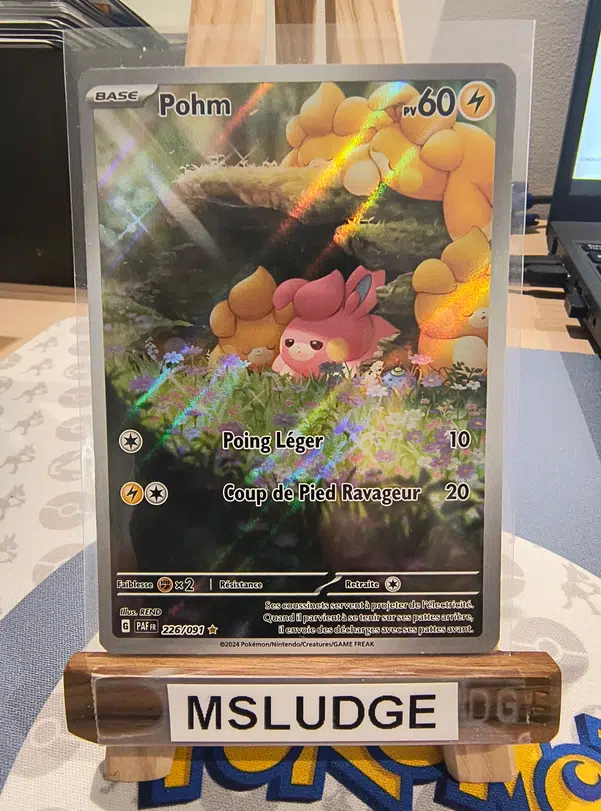 BASE Pohm PV60
Poing Léger 10
Coup de Pied Ravageur 20
Faiblesse ×2 Résistance Retraite
Illus. REND
Ses coussinets servent à projeter de l'électricité.
Quand il parvient à se tenir sur ses pattes arrière,
il envoie des décharges avec ses pattes avant.
G PAF FR 226/091
©2024 Pokémon/Nintendo/Creatures/GAME FREAK
MSLUDGE